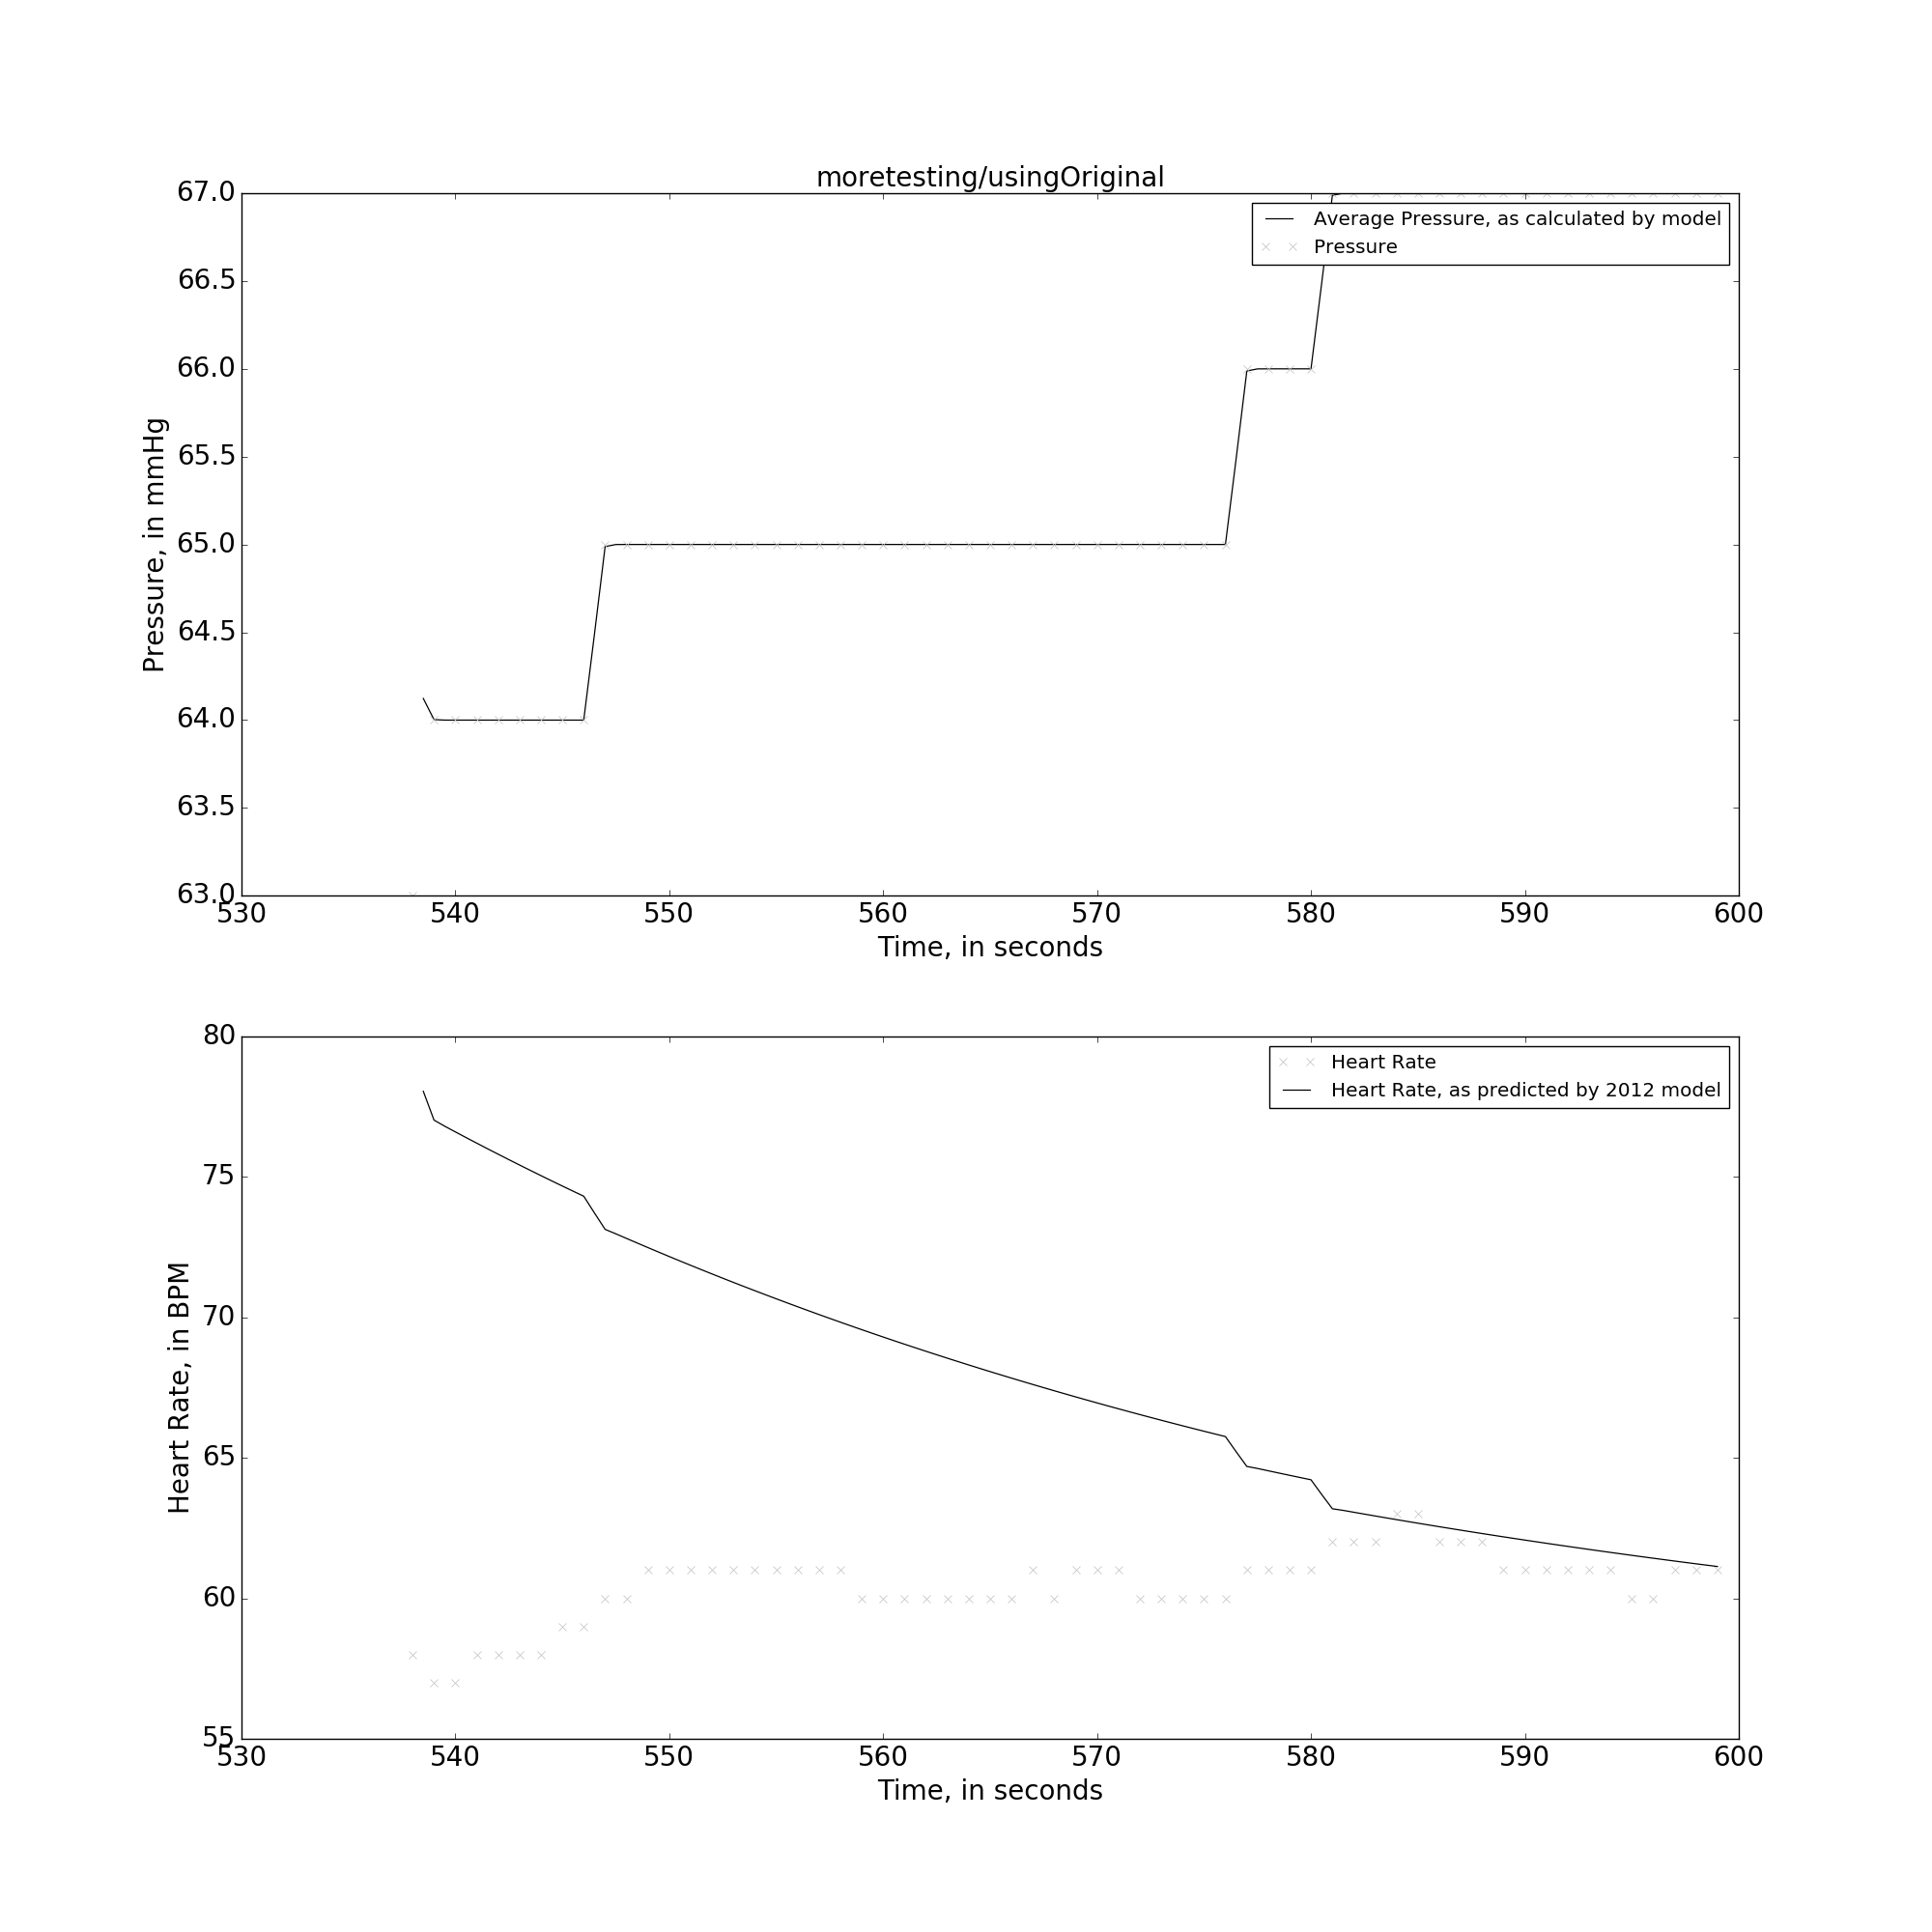 moretesting/usingOriginal
67.0
66.5
66.0
65.5
65.0
64.5
64.0
63.5
63.0
Pressure, in mmHg
Average Pressure, as calculated by model
Pressure
530 540 550 560 570 580 590 600
Time, in seconds
80
75
70
65
60
55
Heart Rate, in BPM
Heart Rate
Heart Rate, as predicted by 2012 model
530 540 550 560 570 580 590 600
Time, in seconds